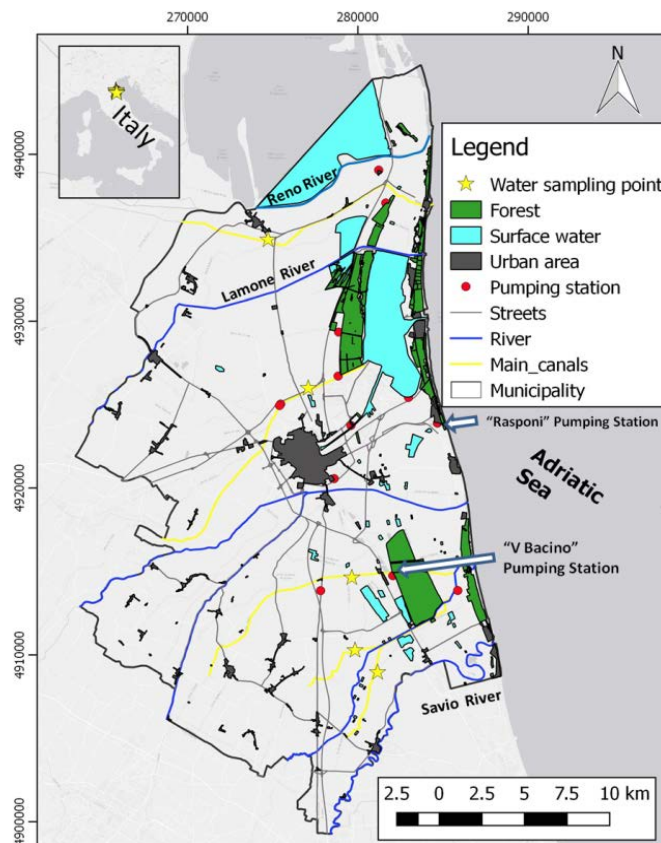 270000 280000 290000
4940000
4930000
4920000
4910000
4900000
Italy
N
Reno River
Lamone River
Legend
Water sampling point
Forest
Surface water
Urban area
Pumping station
Streets
River
Main_canals
Municipality
"Rasponi" Pumping Station
Adriatic
Sea
"V Bacino"
Pumping Station
Savio River
2.5 0 2.5 5 7.5 10 km